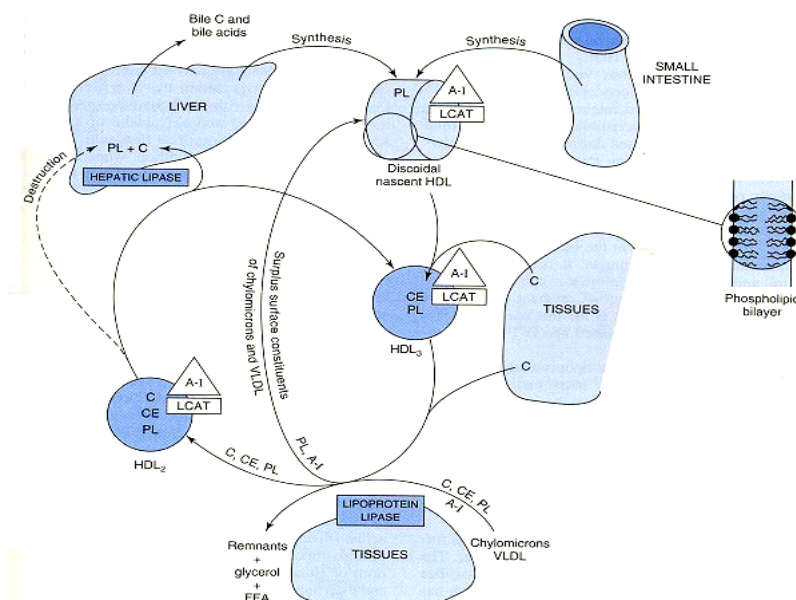 Bile C and
bile acids
Synthesis
Synthesis
SMALL
INTESTINE
LIVER
PL
A-I
LCAT
PL + C
HEPATIC LIPASE
Discoidal
nascent HDL
Destruction
Surplus surface constituents
of chylomicrons and VLDL
A-I
LCAT
CE
PL
HDL₃
C
TISSUES
C
Phospholipid
bilayer
A-I
LCAT
C
CE
PL
HDL₂
C, CE, PL
PL, A-I
C, CE, PL
A-I
LIPOPROTEIN
LIPASE
TISSUES
Remnants
+
glycerol
+
FFA
Chylomicrons
VLDL